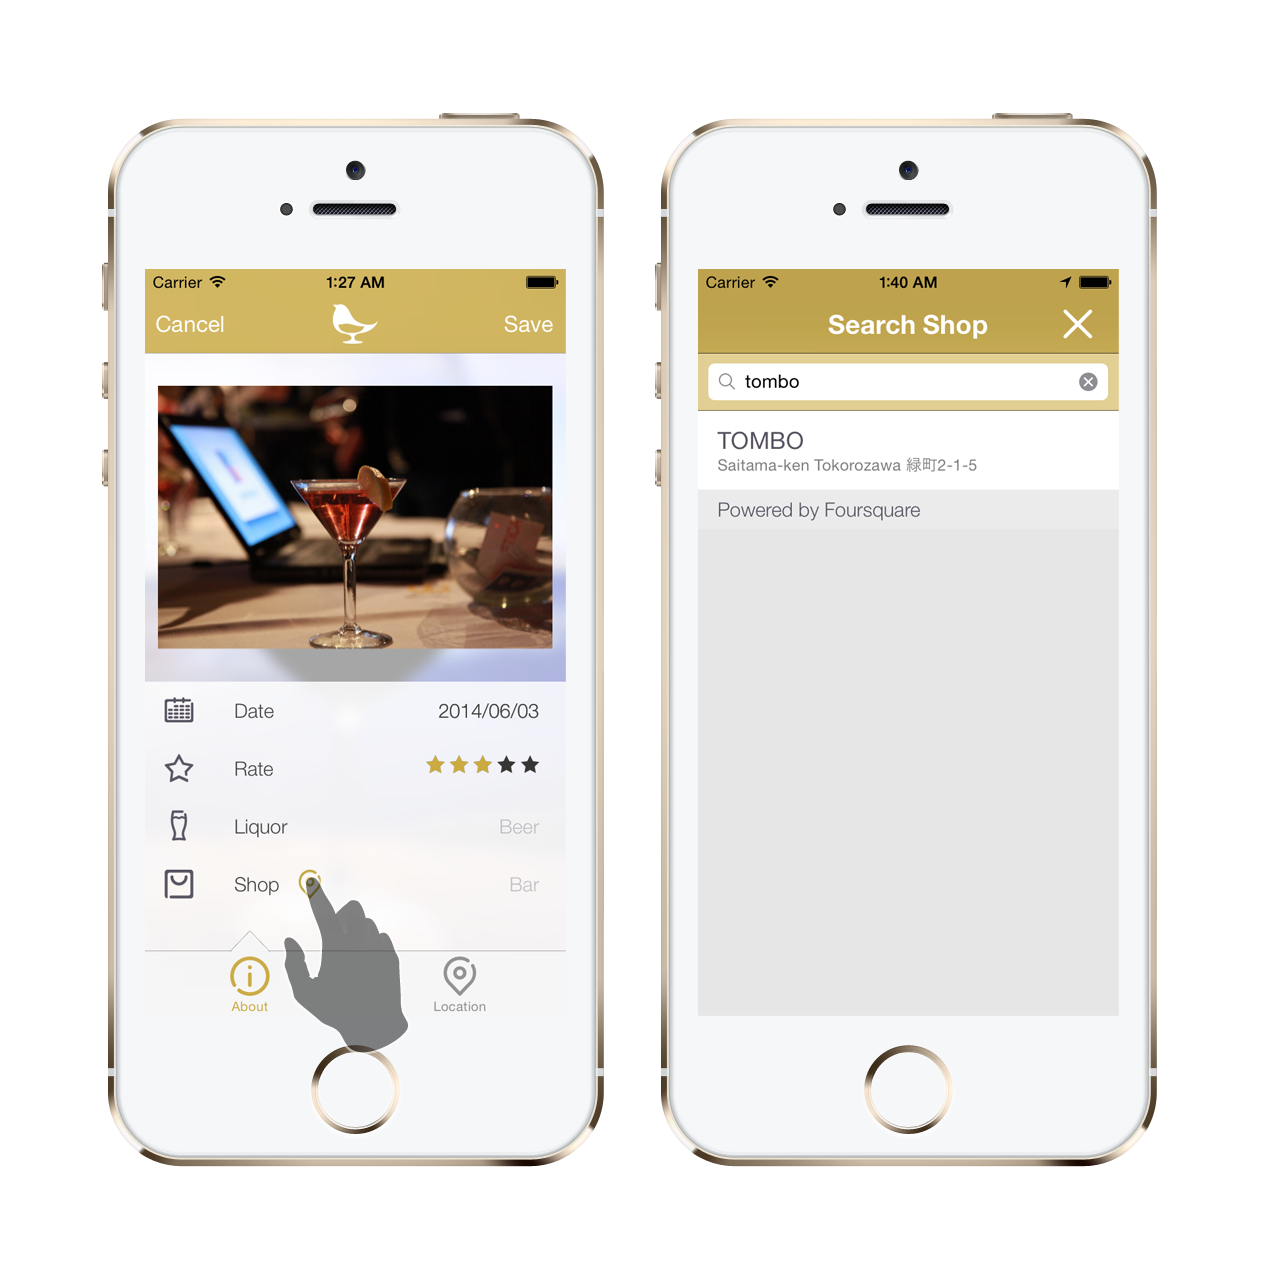 Carrier 1:27 AM
Cancel Save
Date 2014/06/03
Rate
Liquor Beer
Shop Bar
About Location
Carrier 1:40 AM
Search Shop
tombo
TOMBO
Saitama-ken Tokorozawa 緑町2-1-5
Powered by Foursquare